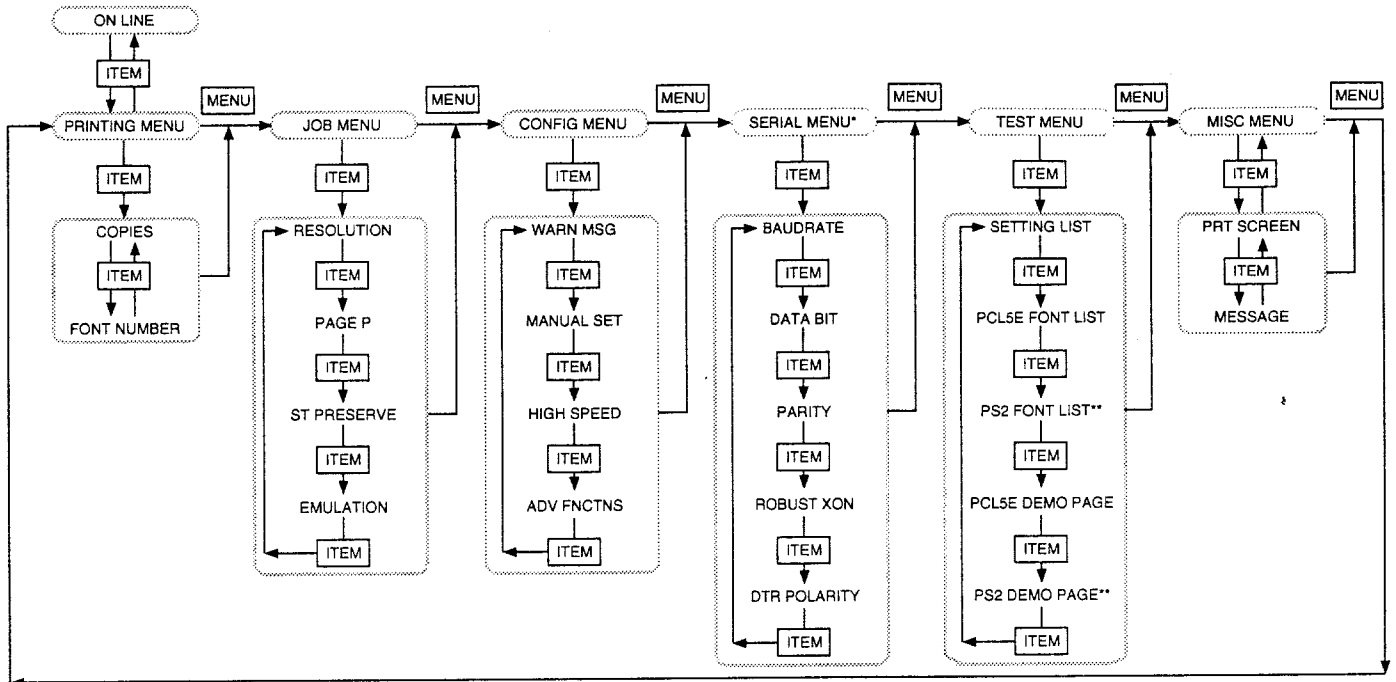 ON LINE
ITEM
PRINTING MENU
MENU
JOB MENU
MENU
CONFIG MENU
MENU
SERIAL MENU*
MENU
TEST MENU
MENU
MISC MENU
MENU
ITEM
COPIES
ITEM
FONT NUMBER
ITEM
RESOLUTION
ITEM
PAGE P
ITEM
ST PRESERVE
ITEM
EMULATION
ITEM
ITEM
WARN MSG
ITEM
MANUAL SET
ITEM
HIGH SPEED
ITEM
ADV FNCTNS
ITEM
ITEM
BAUDRATE
ITEM
DATA BIT
ITEM
PARITY
ITEM
ROBUST XON
ITEM
DTR POLARITY
ITEM
ITEM
SETTING LIST
ITEM
PCL5E FONT LIST
ITEM
PS2 FONT LIST**
ITEM
PCL5E DEMO PAGE
ITEM
PS2 DEMO PAGE**
ITEM
ITEM
PRT SCREEN
ITEM
MESSAGE